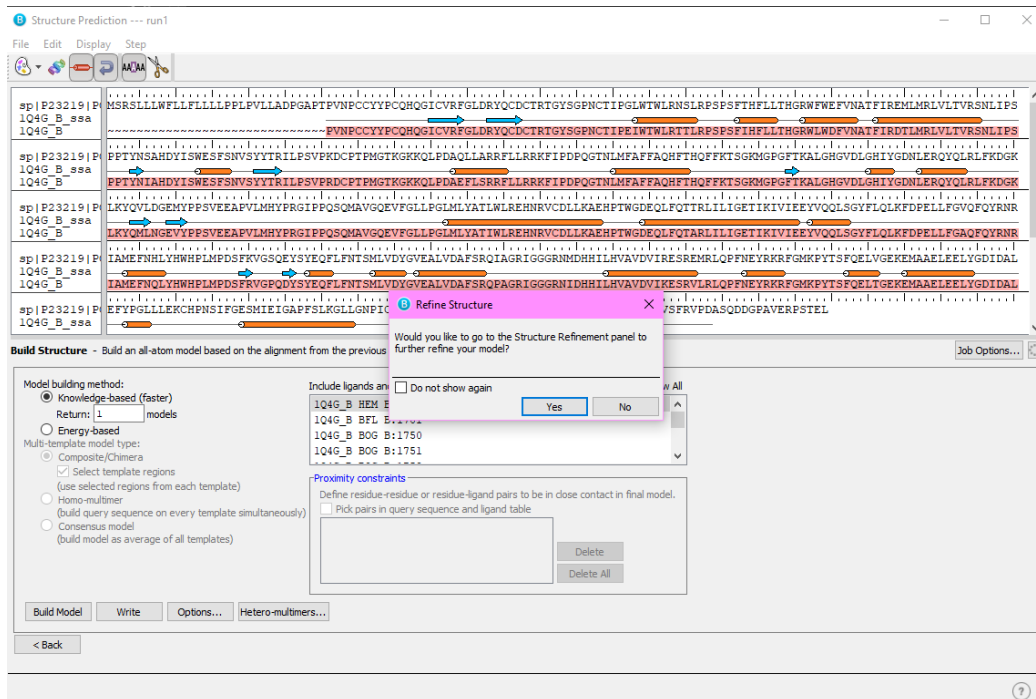 Structure Prediction --- run1
File Edit Display Step
sp|P23219|P MSRSLLLWFLLFLLLLPPLPVLLADPGAPTPVNPCCYYPCQHQGICVRFGLDRYQCDCTRTGYSGPNCTIPGLWTWLRNSLRPSPSFTHFLLTHGRWFWEFVNATFIREMLMRLVLTVRSNLIPS
1Q4G_B_ssa
1Q4G_B ~~~~~~~~~~~~~~~~~~~~~~~~~~~~~~PVNPCCYYPCQHQGICVRFGLDRYQCDCTRTGYSGPNCTIPEIWTWLRTTLRPSPSFIHFLLTHGRWLWDFVNATFIRDTLMRLVLTVRSNLIPS
sp|P23219|P PPTYNSAHDYISWESFSNVSYYTRILPSVPKDCPTPMGTKGKKQLPDAQLLARRFLLRRKFIPDPQGTNLMFAFFAQHFTHQFFKTSGKMGPGFTKALGHGVDLGHIYGDNLERQYQLRLFKDGK
1Q4G_B_ssa
1Q4G_B PPTYNIAHDYISWESFSNVSYYTRILPSVPRDCPTPMGTKGKKQLPDAEFLSRRFLLRRKFIPDPQGTNLMFAFFAQHFTHQFFKTSGKMGPGFTKALGHGVDLGHIYGDNLERQYQLRLFKDGK
sp|P23219|P LKYQVLDGEMYPPSVEEAPVLMHYPRGIPPQSQMAVGQEVFGLLPGLMLYATLWLREHNRVCDLLKAEHPTWGDEQLFQTTRLILIGETIKIVIEEYVQQLSGYFLQLKFDPELLFGVQFQYRNR
1Q4G_B_ssa
1Q4G_B LKYQMLNGEVYPPSVEEAPVLMHYPRGIPPQSQMAVGQEVFGLLPGLMLYATIWLREHNRVCDLLKAEHPTWGDEQLFQTARLILIGETIKIVIEEYVQQLSGYFLQLKFDPELLFGAQFQYRNR
sp|P23219|P IAMEFNHLYHWHPLMPDSFKVGSQEYSYEQFLFNTSMLVDYGVEALVDAFSRQIAGRIGGGRNMDHHILHVAVDVIRESREMRLQPFNEYRKRFGMKPYTSFQELVGEKEMAAELEELYGDIDAL
1Q4G_B_ssa
1Q4G_B IAMEFNQLYHWHPLMPDSFRVGPQDYSYEQFLFNTSMLVDYGVEALVDAFSRQPAGRIGGGRNIDHHILHVAVDVIKESRVLRLQPFNEYRKRFGMKPYTSFQELTGEKEMAAELEELYGDIDAL
sp|P23219|P EFYPGLLLEKCHPNSIFGESMIEIGAPFSLKGLLGNPI VSFRVPDASQDDGPAVERPSTEL
1Q4G_B_ssa
Refine Structure
Would you like to go to the Structure Refinement panel to
further refine your model?
Do not show again
Yes No
Build Structure - Build an all-atom model based on the alignment from the previous
Job Options...
Model building method:
Knowledge-based (faster)
Return: 1 models
Energy-based
Multi-template model type:
Composite/Chimera
Select template regions
(use selected regions from each template)
Homo-multimer
(build query sequence on every template simultaneously)
Consensus model
(build model as average of all templates)
Include ligands an All
1Q4G_B HEM
1Q4G_B BFL
1Q4G_B BOG B:1750
1Q4G_B BOG B:1751
Proximity constraints
Define residue-residue or residue-ligand pairs to be in close contact in final model.
Pick pairs in query sequence and ligand table
Delete
Delete All
Build Model Write Options... Hetero-multimers...
< Back